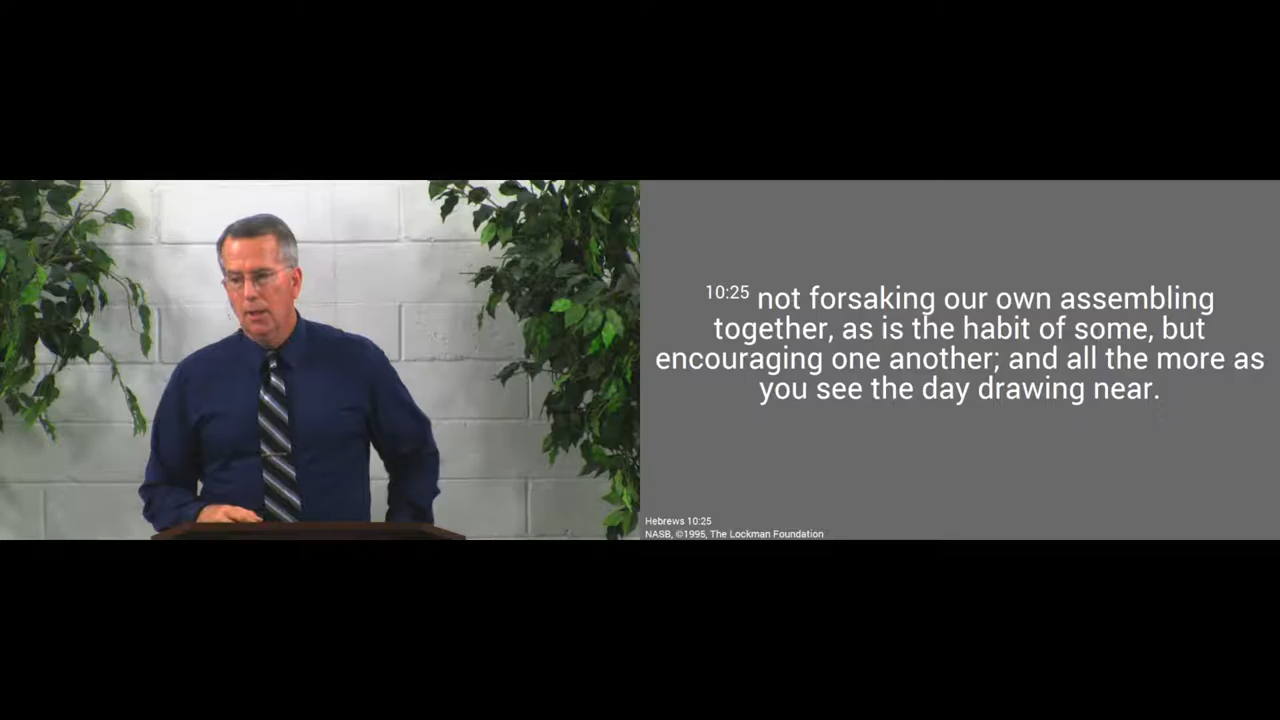 10:25 not forsaking our own assembling
together, as is the habit of some, but
encouraging one another; and all the more as
you see the day drawing near.
Hebrews 10:25
NASB, ©1995, The Lockman Foundation